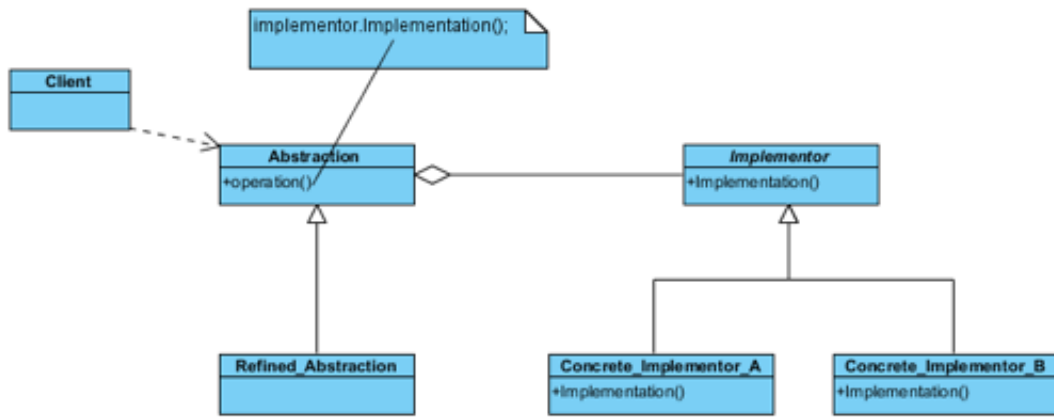 implementor.Implementation();
Client
Abstraction
+operation()
Implementor
+Implementation()
Refined_Abstraction
Concrete_Implementor_A
+Implementation()
Concrete_Implementor_B
+Implementation()